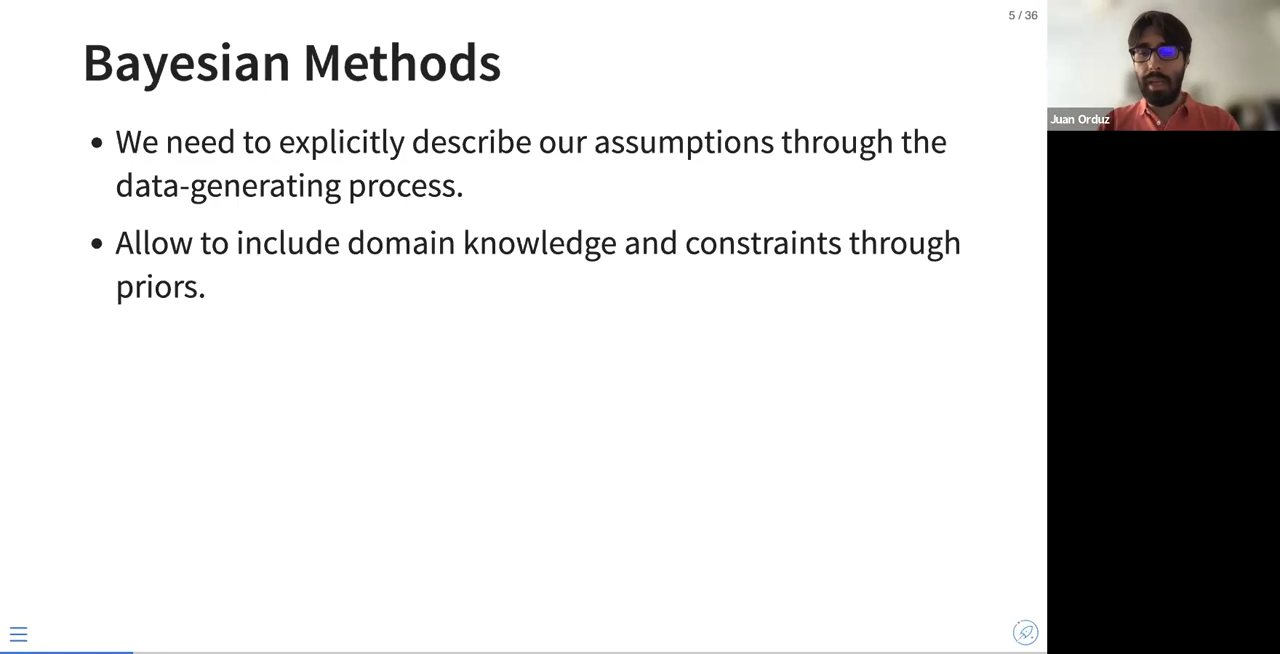 5 / 36
Bayesian Methods
• We need to explicitly describe our assumptions through the
data-generating process.
• Allow to include domain knowledge and constraints through
priors.
Juan Orduz